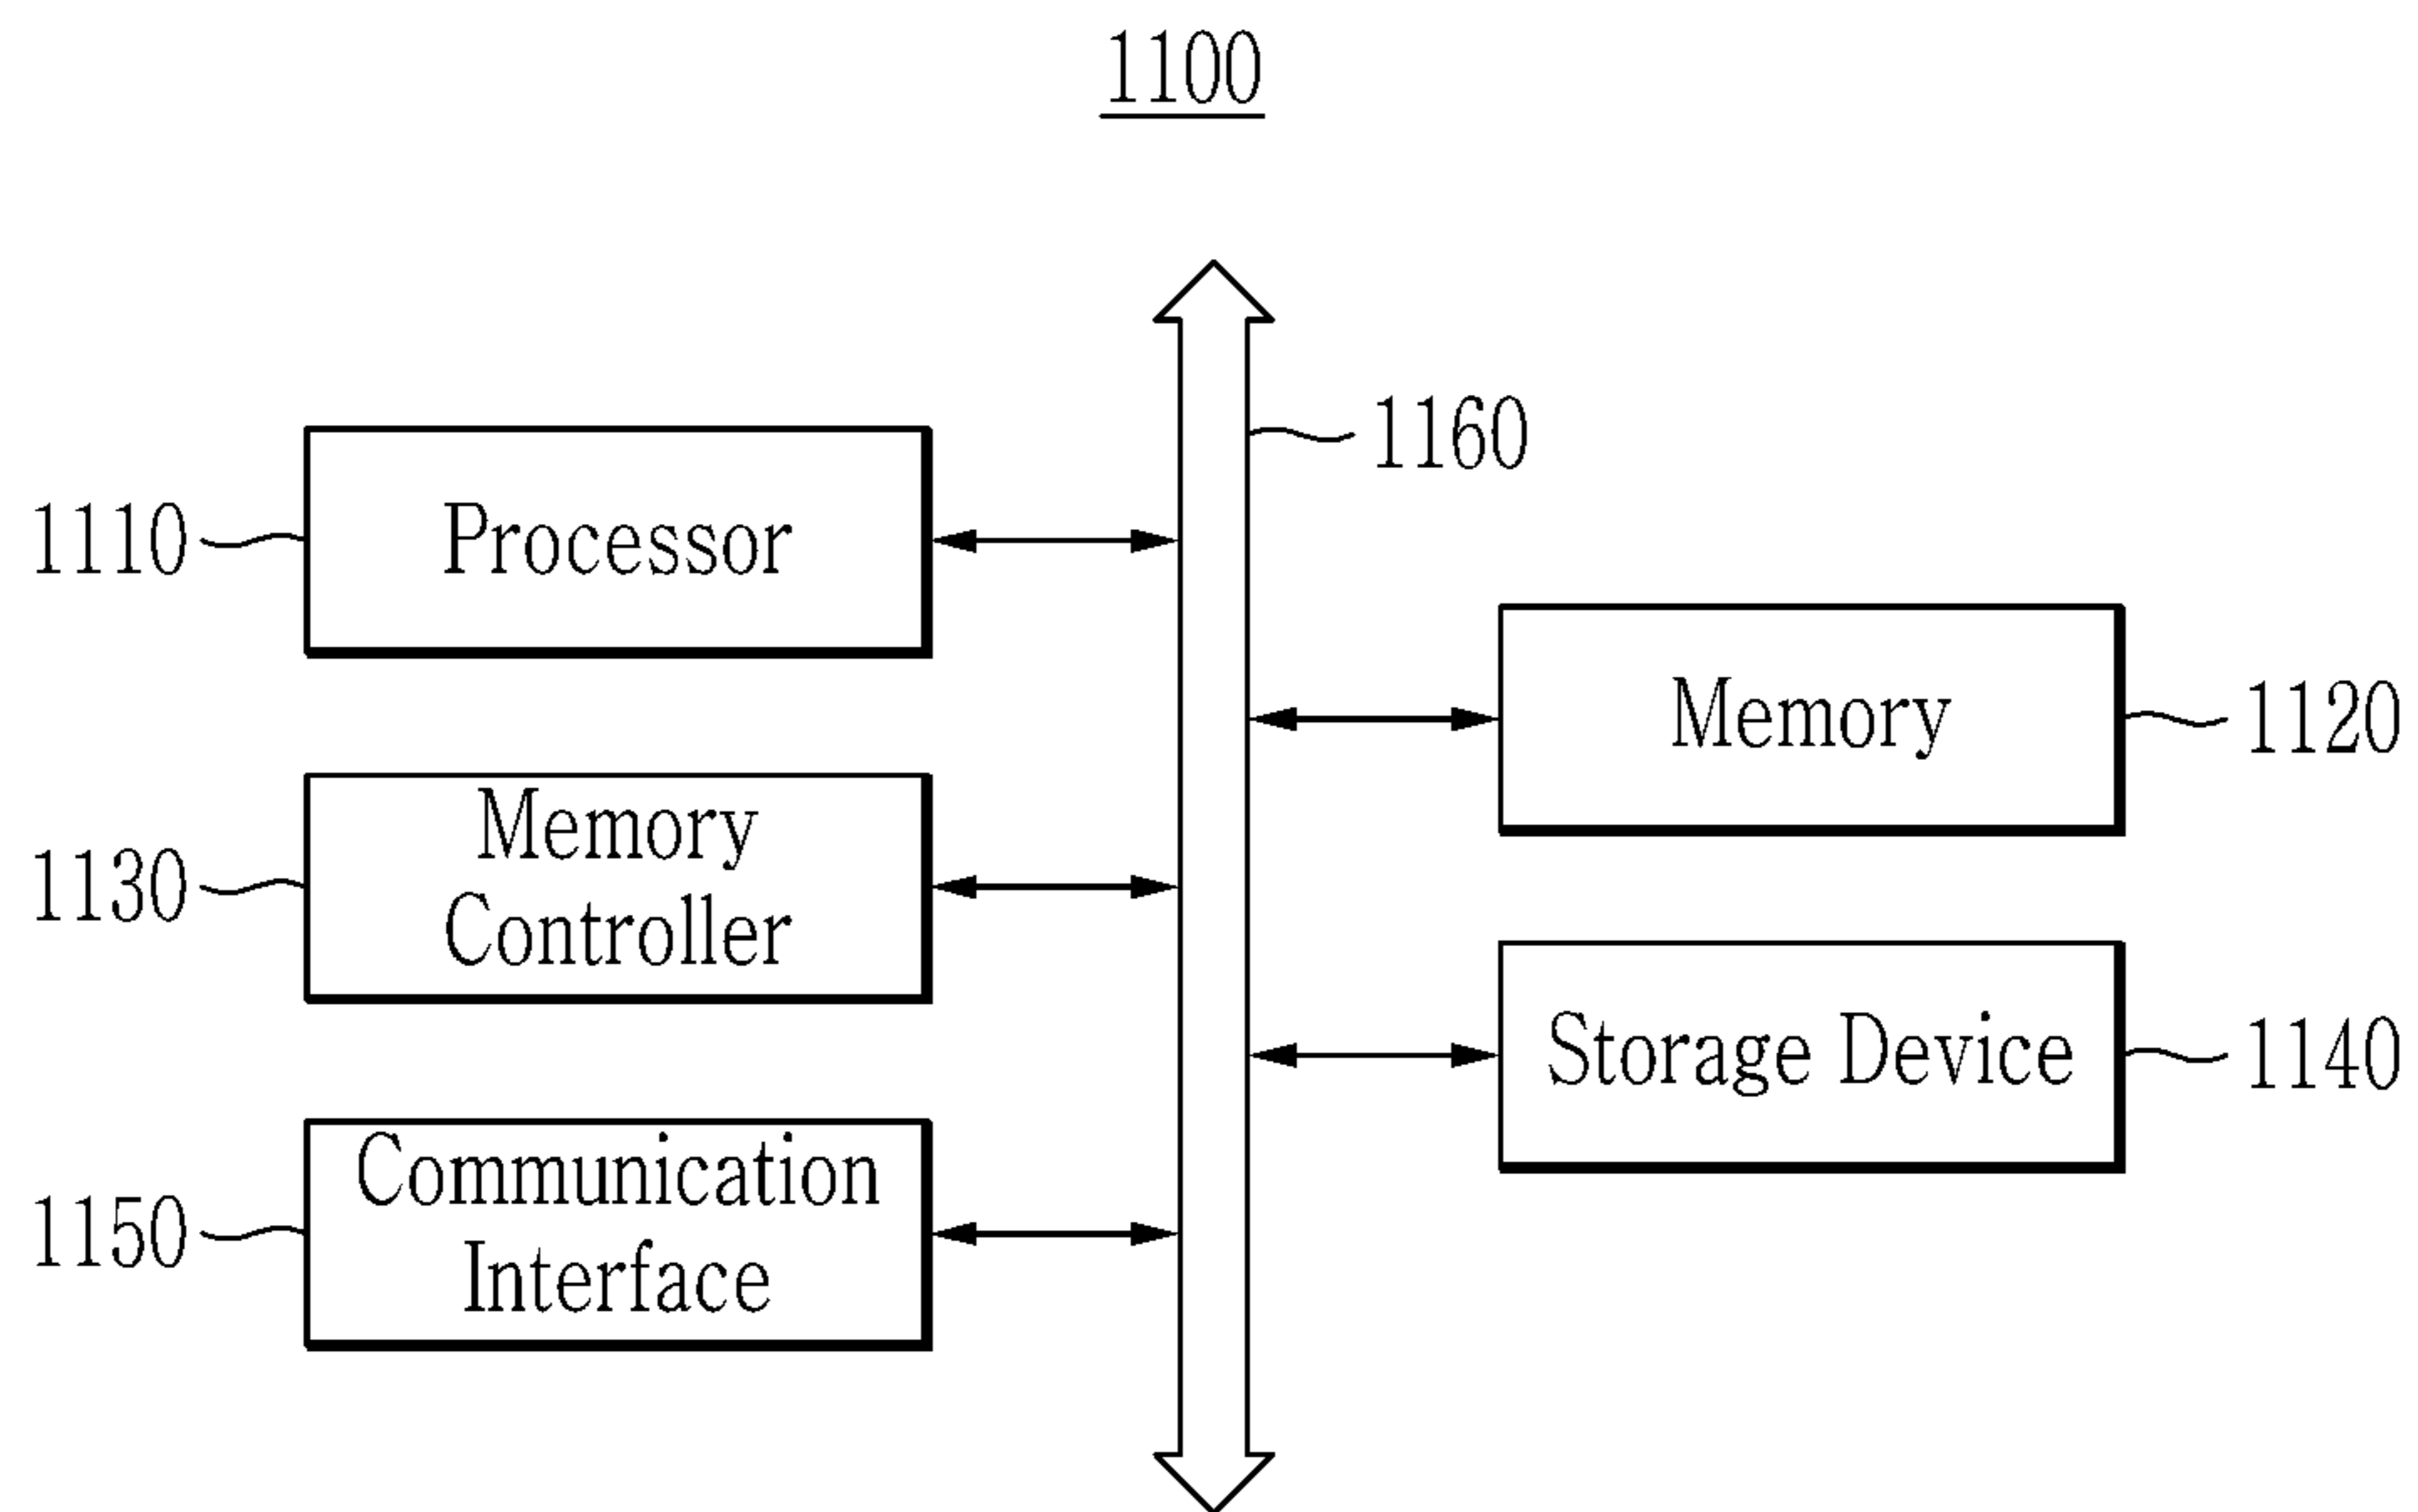 1100
1160
1110
Processor
Memory
1120
1130
Memory
Controller
Storage Device
1140
1150
Communication
Interface